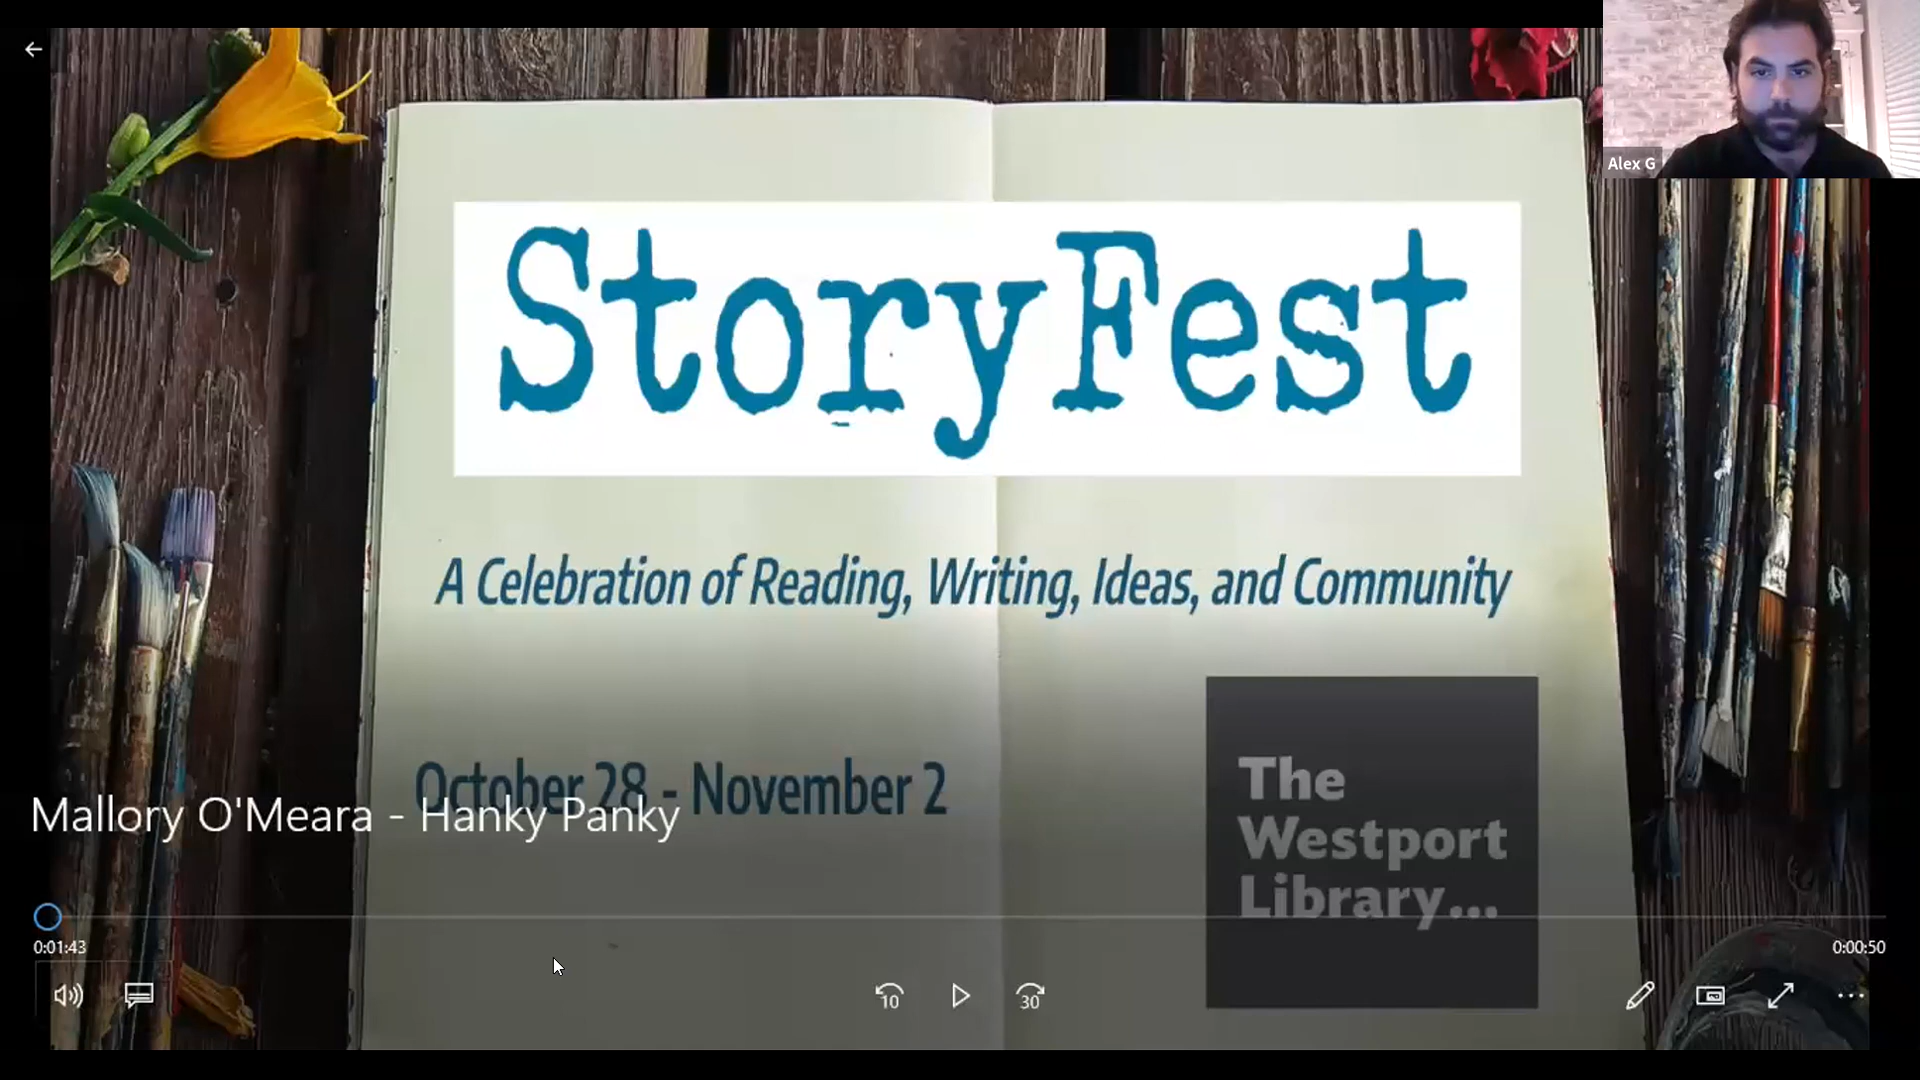 Alex G
StoryFest
A Celebration of Reading, Writing, Ideas, and Community
October 28 - November 2
Mallory O'Meara - Hanky Panky
The
Westport
Library...
0:01:43
0:00:50
10
30